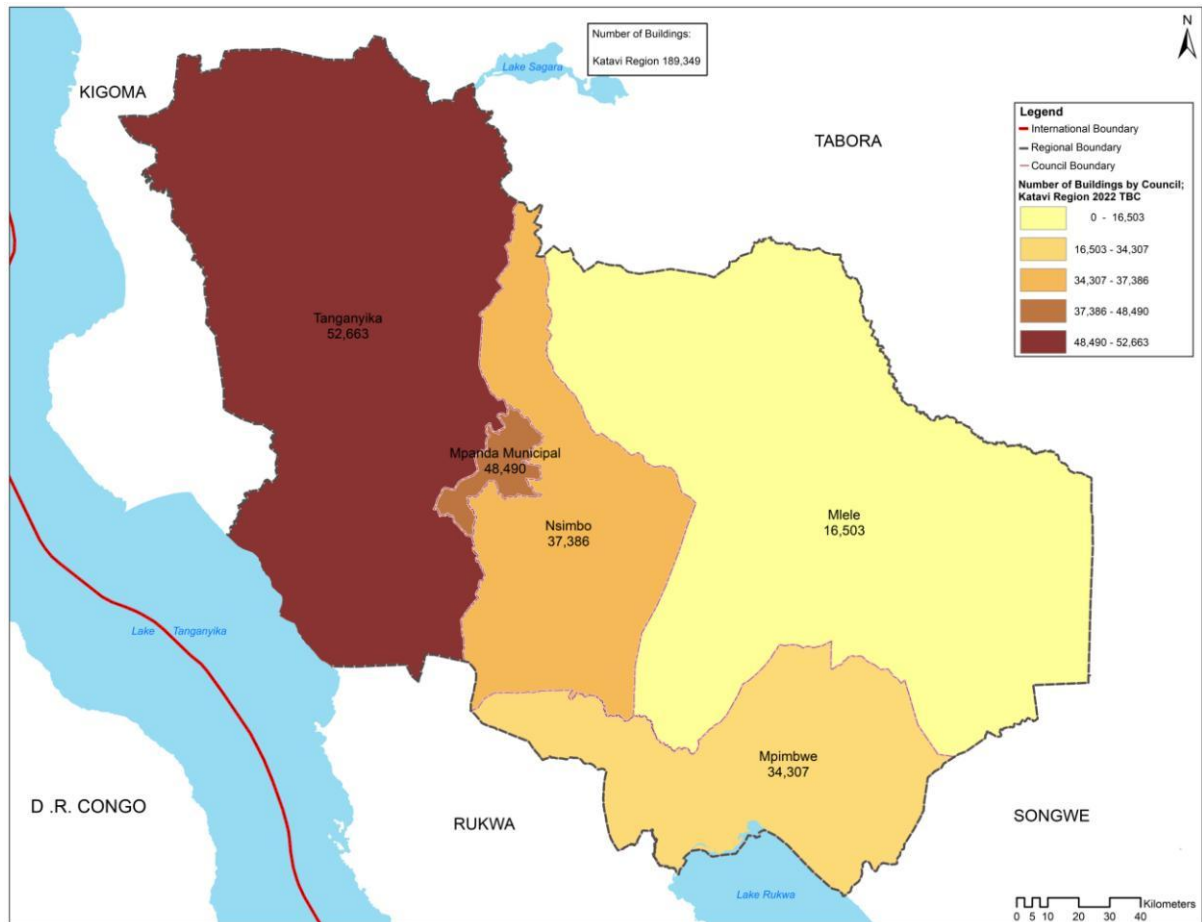 Number of Buildings:
Katavi Region 189,349
N
Lake Sagara
KIGOMA
TABORA
Legend
International Boundary
Regional Boundary
Council Boundary
Number of Buildings by Council;
Katavi Region 2022 TBC
0 - 16,503
16,503 - 34,307
34,307 - 37,386
37,386 - 48,490
48,490 - 52,663
Tanganyika
52,663
Mpanda Municipal
48,490
Nsimbo
37,386
Mlele
16,503
Lake Tanganyika
Mpimbwe
34,307
D .R. CONGO
RUKWA
SONGWE
Lake Rukwa
Kilometers
0 5 10 20 30 40